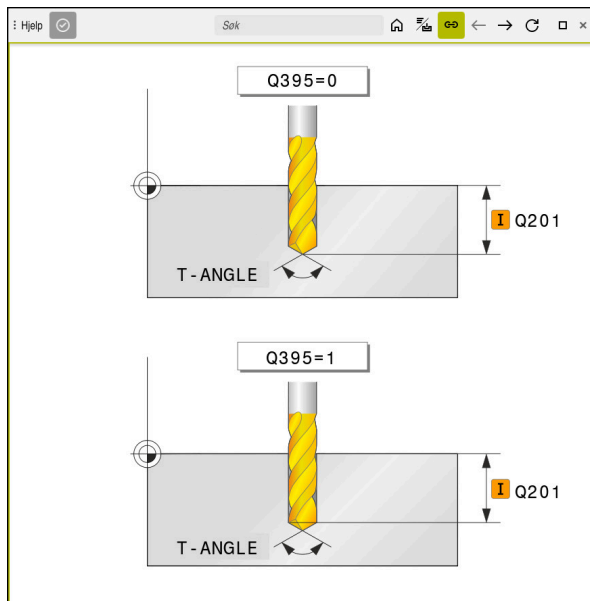 Hjelp
Søk
Q395=0
I Q201
T-ANGLE
Q395=1
I Q201
T-ANGLE